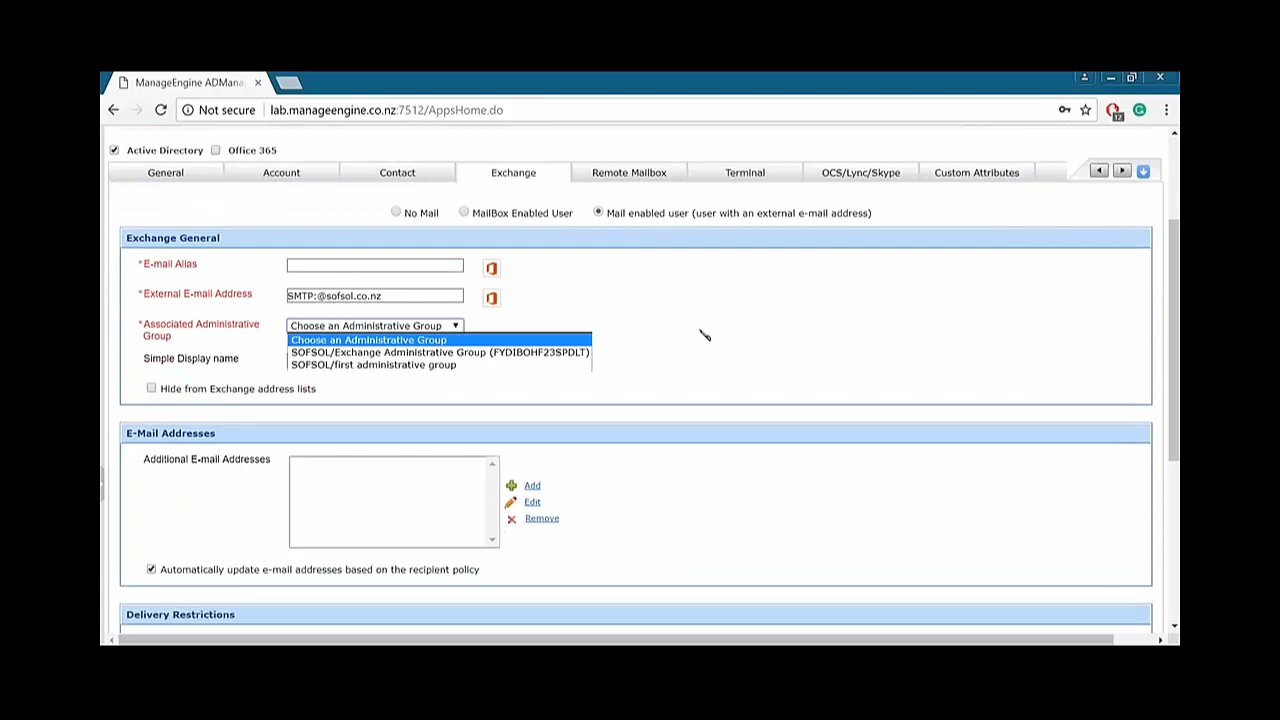 ManageEngine ADMana
Not secure lab.manageengine.co.nz:7512/AppsHome.do
12
Active Directory Office 365
General Account Contact Exchange Remote Mailbox Terminal OCS/Lync/Skype Custom Attributes
No Mail MailBox Enabled User Mail enabled user (user with an external e-mail address)
Exchange General
*E-mail Alias
*External E-mail Address SMTP:@sofsol.co.nz
*Associated Administrative Group Choose an Administrative Group
Choose an Administrative Group
SOFSOL/Exchange Administrative Group (FYDIBOHF23SPDLT)
SOFSOL/first administrative group
Simple Display name
Hide from Exchange address lists
E-Mail Addresses
Additional E-mail Addresses
Add
Edit
Remove
Automatically update e-mail addresses based on the recipient policy
Delivery Restrictions